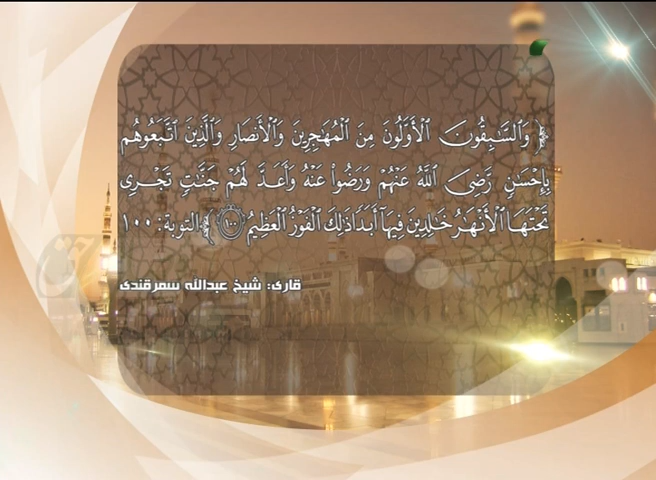 ﴿ وَٱلسَّـٰبِقُونَ ٱلْأَوَّلُونَ مِنَ ٱلْمُهَـٰجِرِينَ وَٱلْأَنصَارِ وَٱلَّذِينَ ٱتَّبَعُوهُم
بِإِحْسَـٰنٍ رَّضِىَ ٱللَّهُ عَنْهُمْ وَرَضُوا۟ عَنْهُ وَأَعَدَّ لَهُمْ جَنَّـٰتٍ تَجْرِى
تَحْتَهَا ٱلْأَنْهَـٰرُ خَـٰلِدِينَ فِيهَآ أَبَدًا ذَٰلِكَ ٱلْفَوْزُ ٱلْعَظِيمُ ١٠٠ ﴾ التوبة: ١٠٠
قاری: شیخ عبدالله سمرقندی